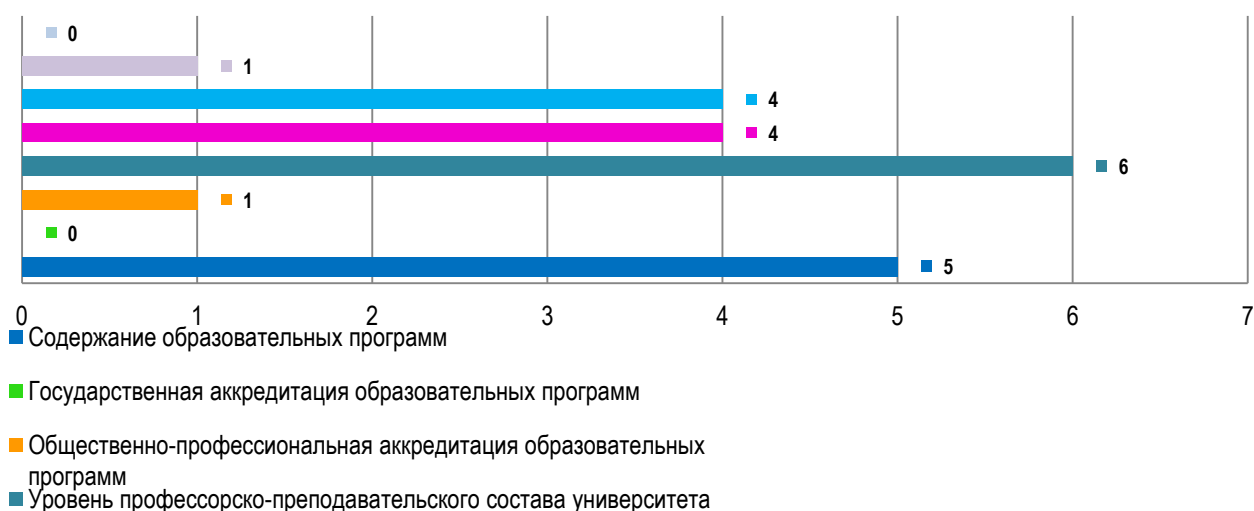 0
1
4
4
6
1
0
5
0 1 2 3 4 5 6 7
Содержание образовательных программ
Государственная аккредитация образовательных программ
Общественно-профессиональная аккредитация образовательных
программ
Уровень профессорско-преподавательского состава университета